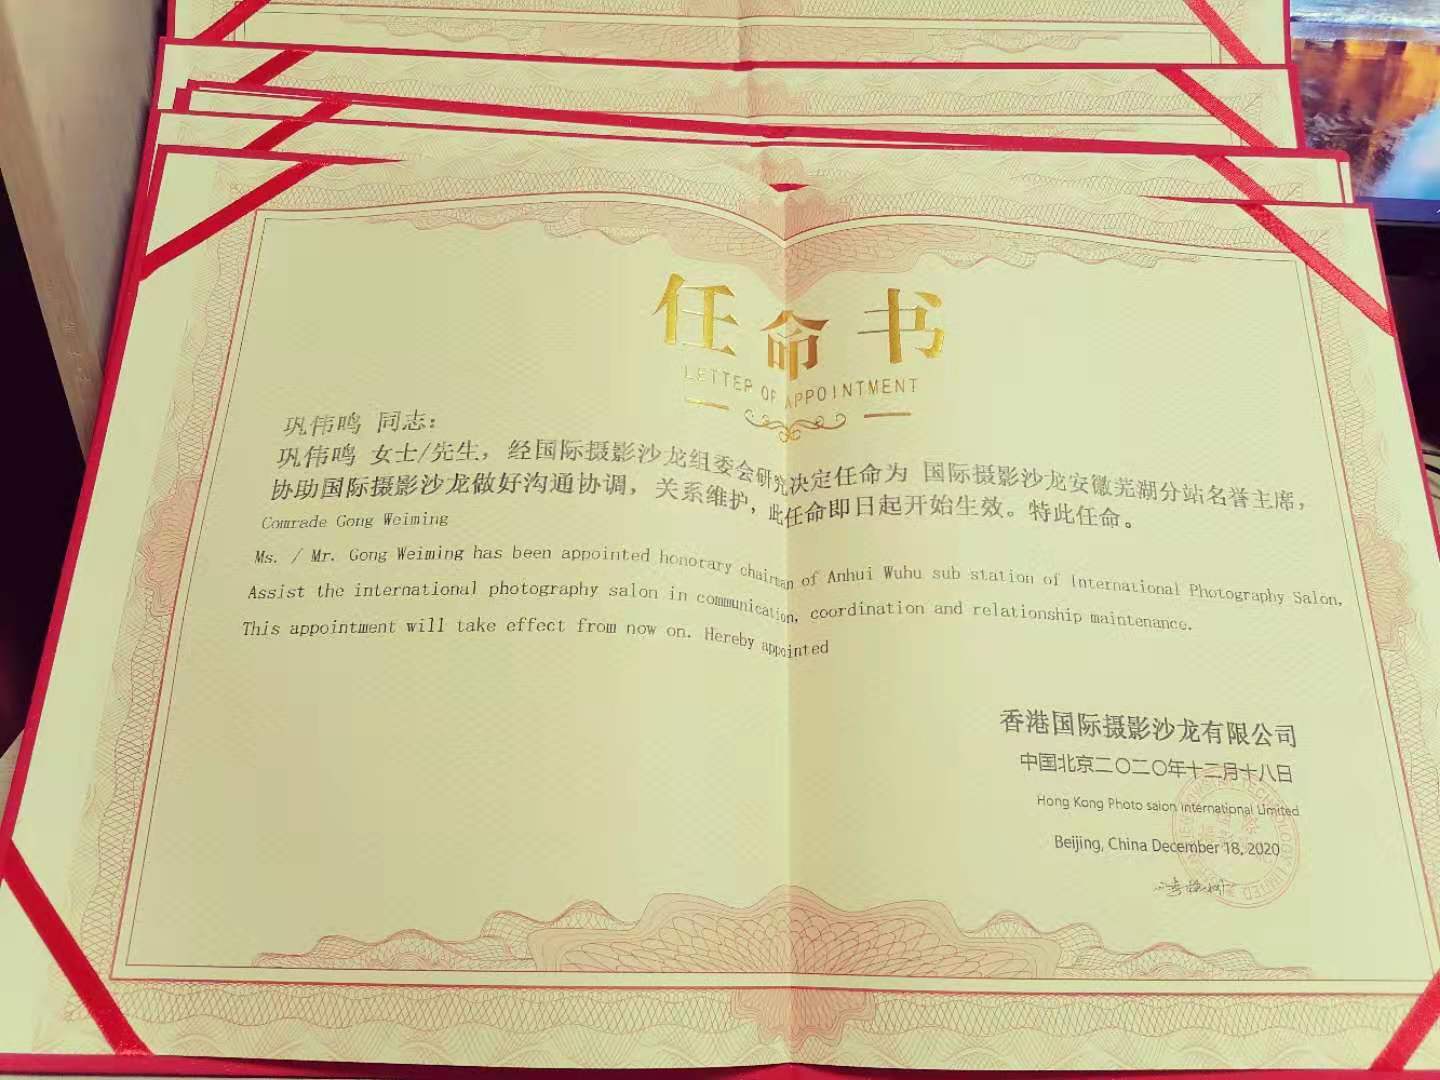 任命书
LETTER OF APPOINTMENT
巩伟鸣 同志：
巩伟鸣 女士/先生，经国际摄影沙龙组委会研究决定任命为 国际摄影沙龙安徽芜湖分站名誉主席，
协助国际摄影沙龙做好沟通协调，关系维护，此任命即日起开始生效。特此任命。
Comrade Gong Weiming
Ms. / Mr. Gong Weiming has been appointed honorary chairman of Anhui Wuhu sub station of International Photography Salon,
Assist the international photography salon in communication, coordination and relationship maintenance.
This appointment will take effect from now on. Hereby appointed
香港国际摄影沙龙有限公司
中国北京二〇二〇年十二月十八日
Hong Kong Photo salon international Limited
Beijing, China December 18, 2020